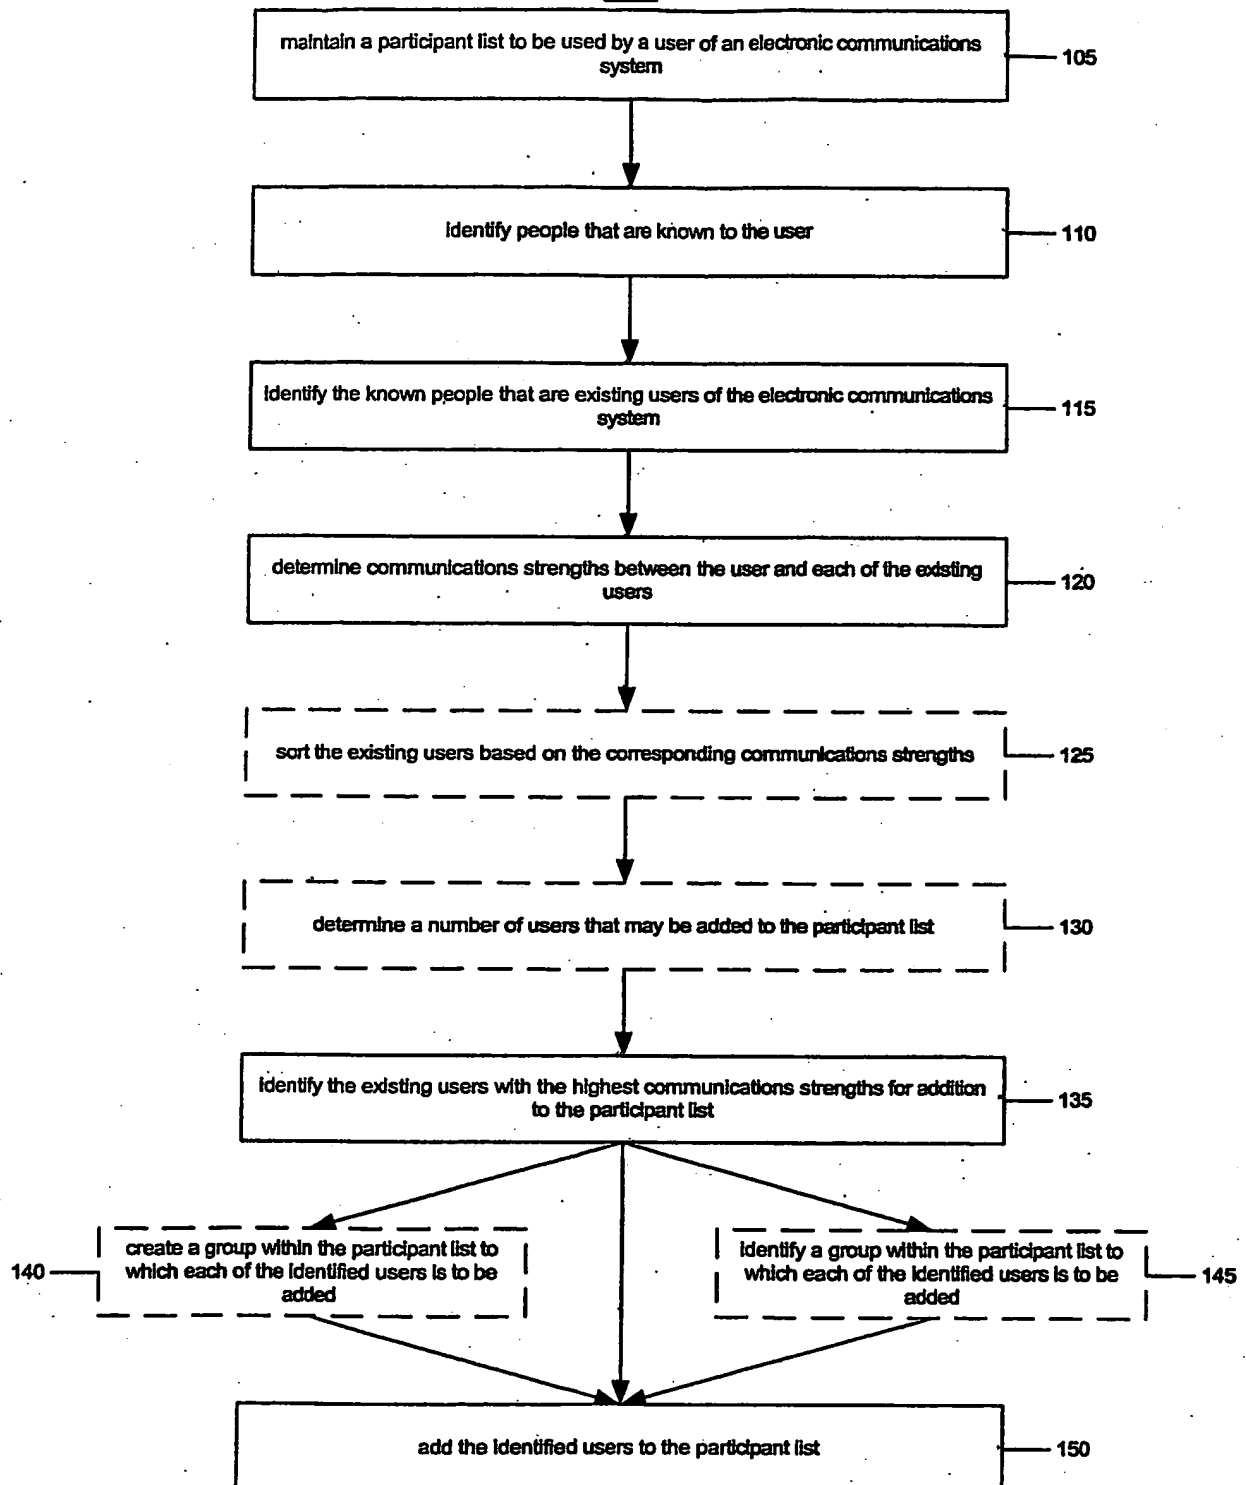 maintain a participant list to be used by a user of an electronic communications
system
105
identify people that are known to the user
110
identify the known people that are existing users of the electronic communications
system
115
determine communications strengths between the user and each of the existing
users
120
sort the existing users based on the corresponding communications strengths
125
determine a number of users that may be added to the participant list
130
identify the existing users with the highest communications strengths for addition
to the participant list
135
140
create a group within the participant list to
which each of the identified users is to be
added
identify a group within the participant list to
which each of the identified users is to be
added
145
add the identified users to the participant list
150